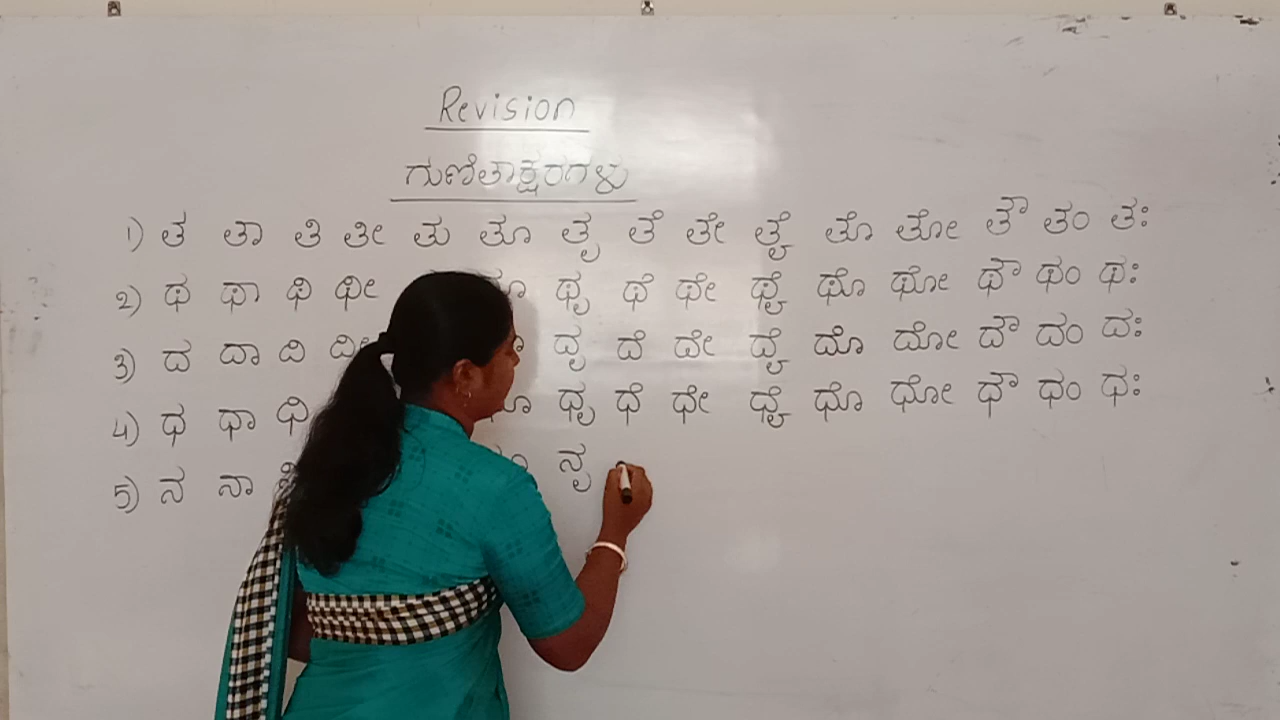 Revision
ಗುಣಿತಾಕ್ಷರಗಳು
1) ತ ತಾ ತಿ ತೀ ತು ತೂ ತೃ ತೆ ತೇ ತೈ ತೊ ತೋ ತೌ ತಂ ತಃ
2) ಥ ಥಾ ಥಿ ಥೀ ಥೃ ಥೆ ಥೇ ಥೈ ಥೊ ಥೋ ಥೌ ಥಂ ಥಃ
3) ದ ದಾ ದಿ ದೀ ದೃ ದೆ ದೇ ದೈ ದೊ ದೋ ದೌ ದಂ ದಃ
4) ಧ ಧಾ ಧಿ ಧೃ ಧೆ ಧೇ ಧೈ ಧೊ ಧೋ ಧೌ ಧಂ ಧಃ
5) ನ ನಾ ನೃ